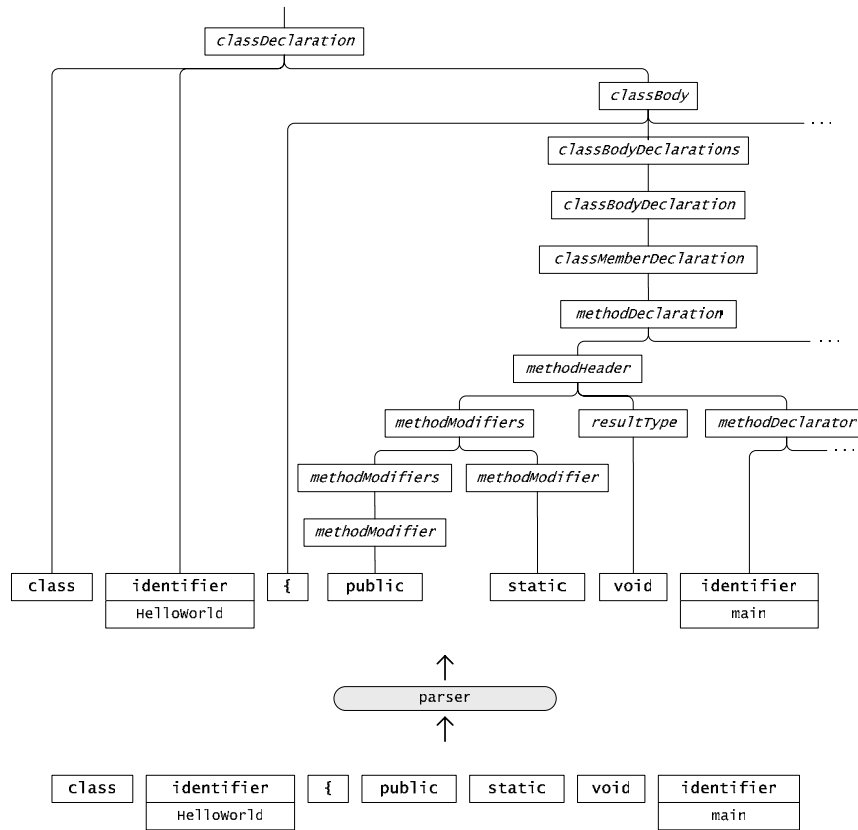 classDeclaration
classBody
...
classBodyDeclarations
classBodyDeclaration
classMemberDeclaration
methodDeclaration
...
methodHeader
methodModifiers resultType methodDeclarator
...
methodModifiers methodModifier
methodModifier
class identifier { public static void identifier
HelloWorld main
parser
class identifier { public static void identifier
HelloWorld main